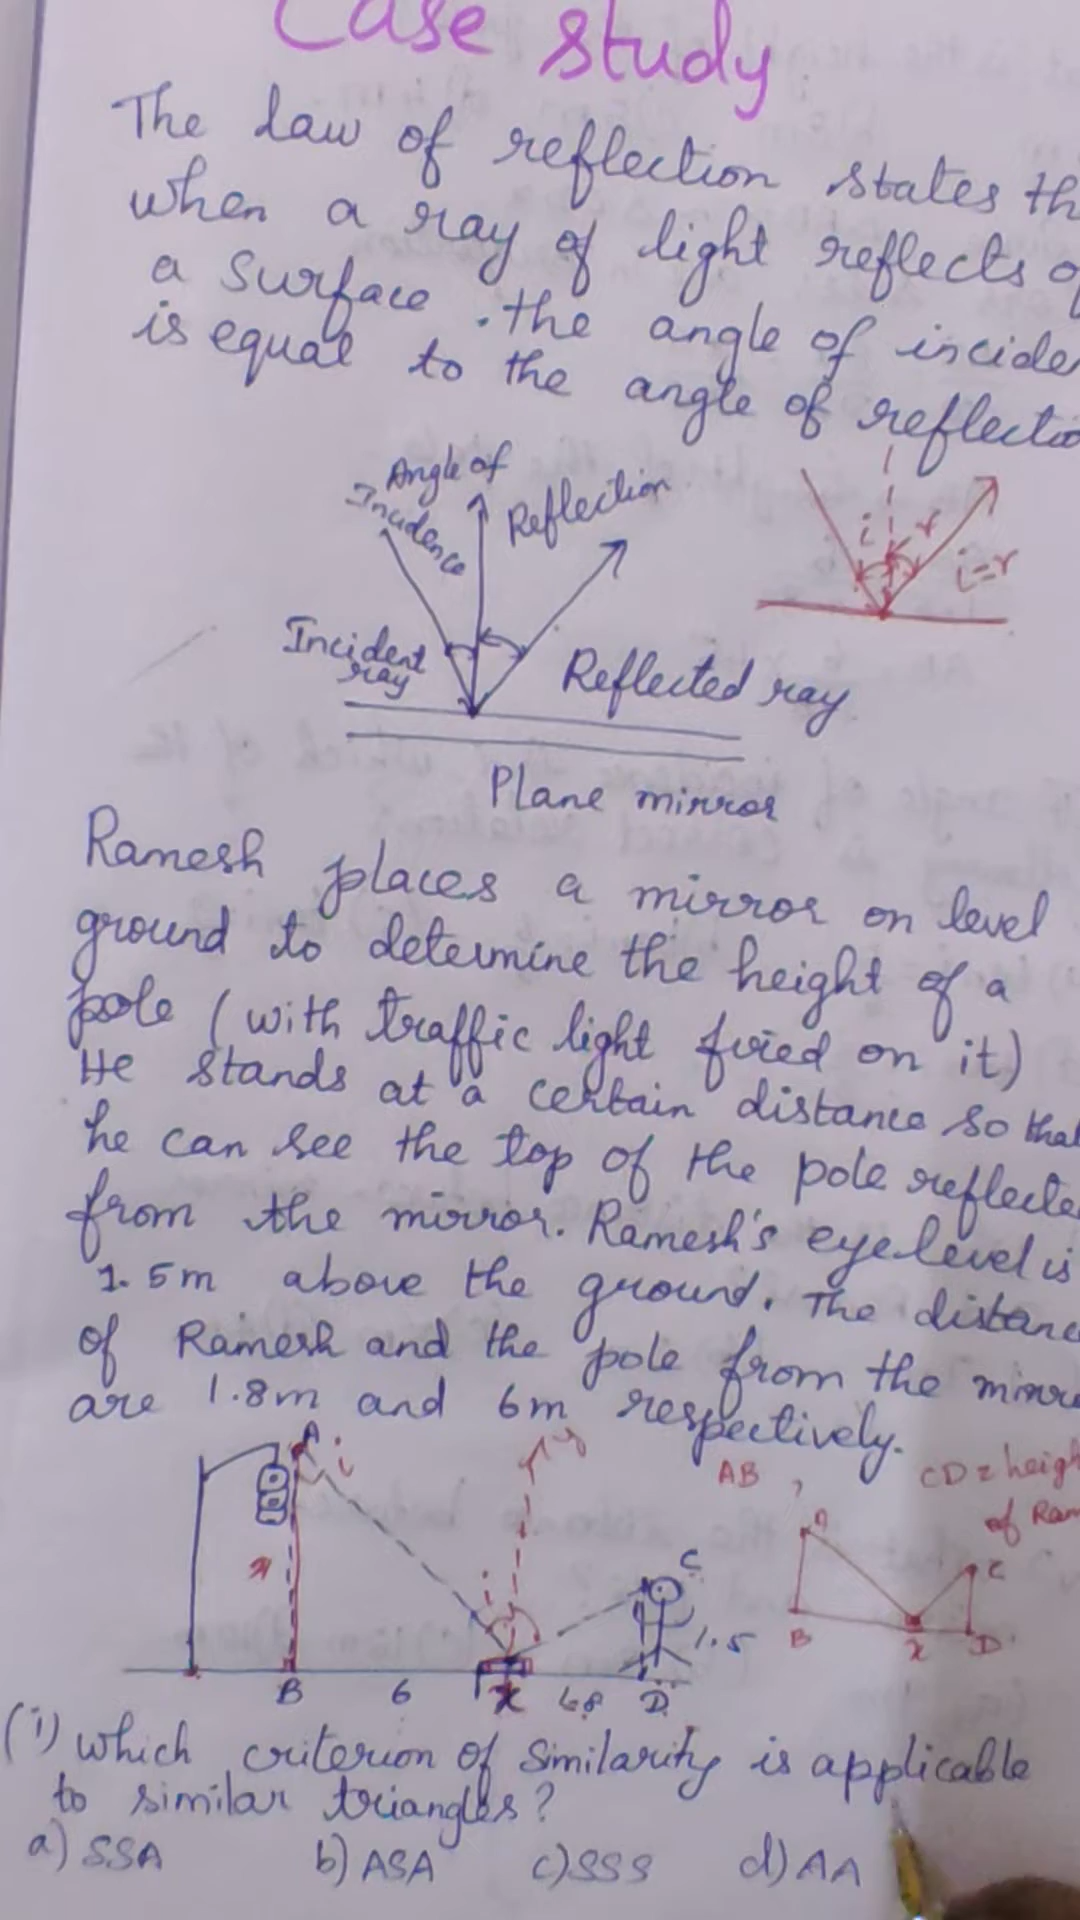 Case study
The law of reflection states th
when a ray of light reflects of
a surface. the angle of inciden
is equal to the angle of reflectio
Angle of
Incidence
Reflection
i r
i=r
Incident
ray
Reflected ray
Plane mirror
Ramesh places a mirror on level
ground to determine the height of a
pole (with traffic light fixed on it)
He stands at a certain distance so that
he can see the top of the pole reflected
from the mirror. Ramesh's eye level is
1.5m above the ground. The distanc
of Ramesh and the pole from the mirro
are 1.8m and 6m respectively.
A i
AB , CD = heigh
of Ram
A
C
C
i
1.5
B X D
B 6 X D
(i) which criterion of Similarity is applicable
to similar triangles?
a) SSA b) ASA c) SSS d) AA